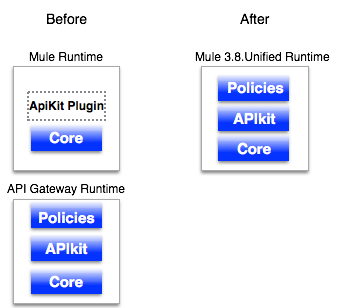 Before
After
Mule Runtime
Mule 3.8.Unified Runtime
ApiKit Plugin
Core
Policies
APIkit
Core
API Gateway Runtime
Policies
APIkit
Core